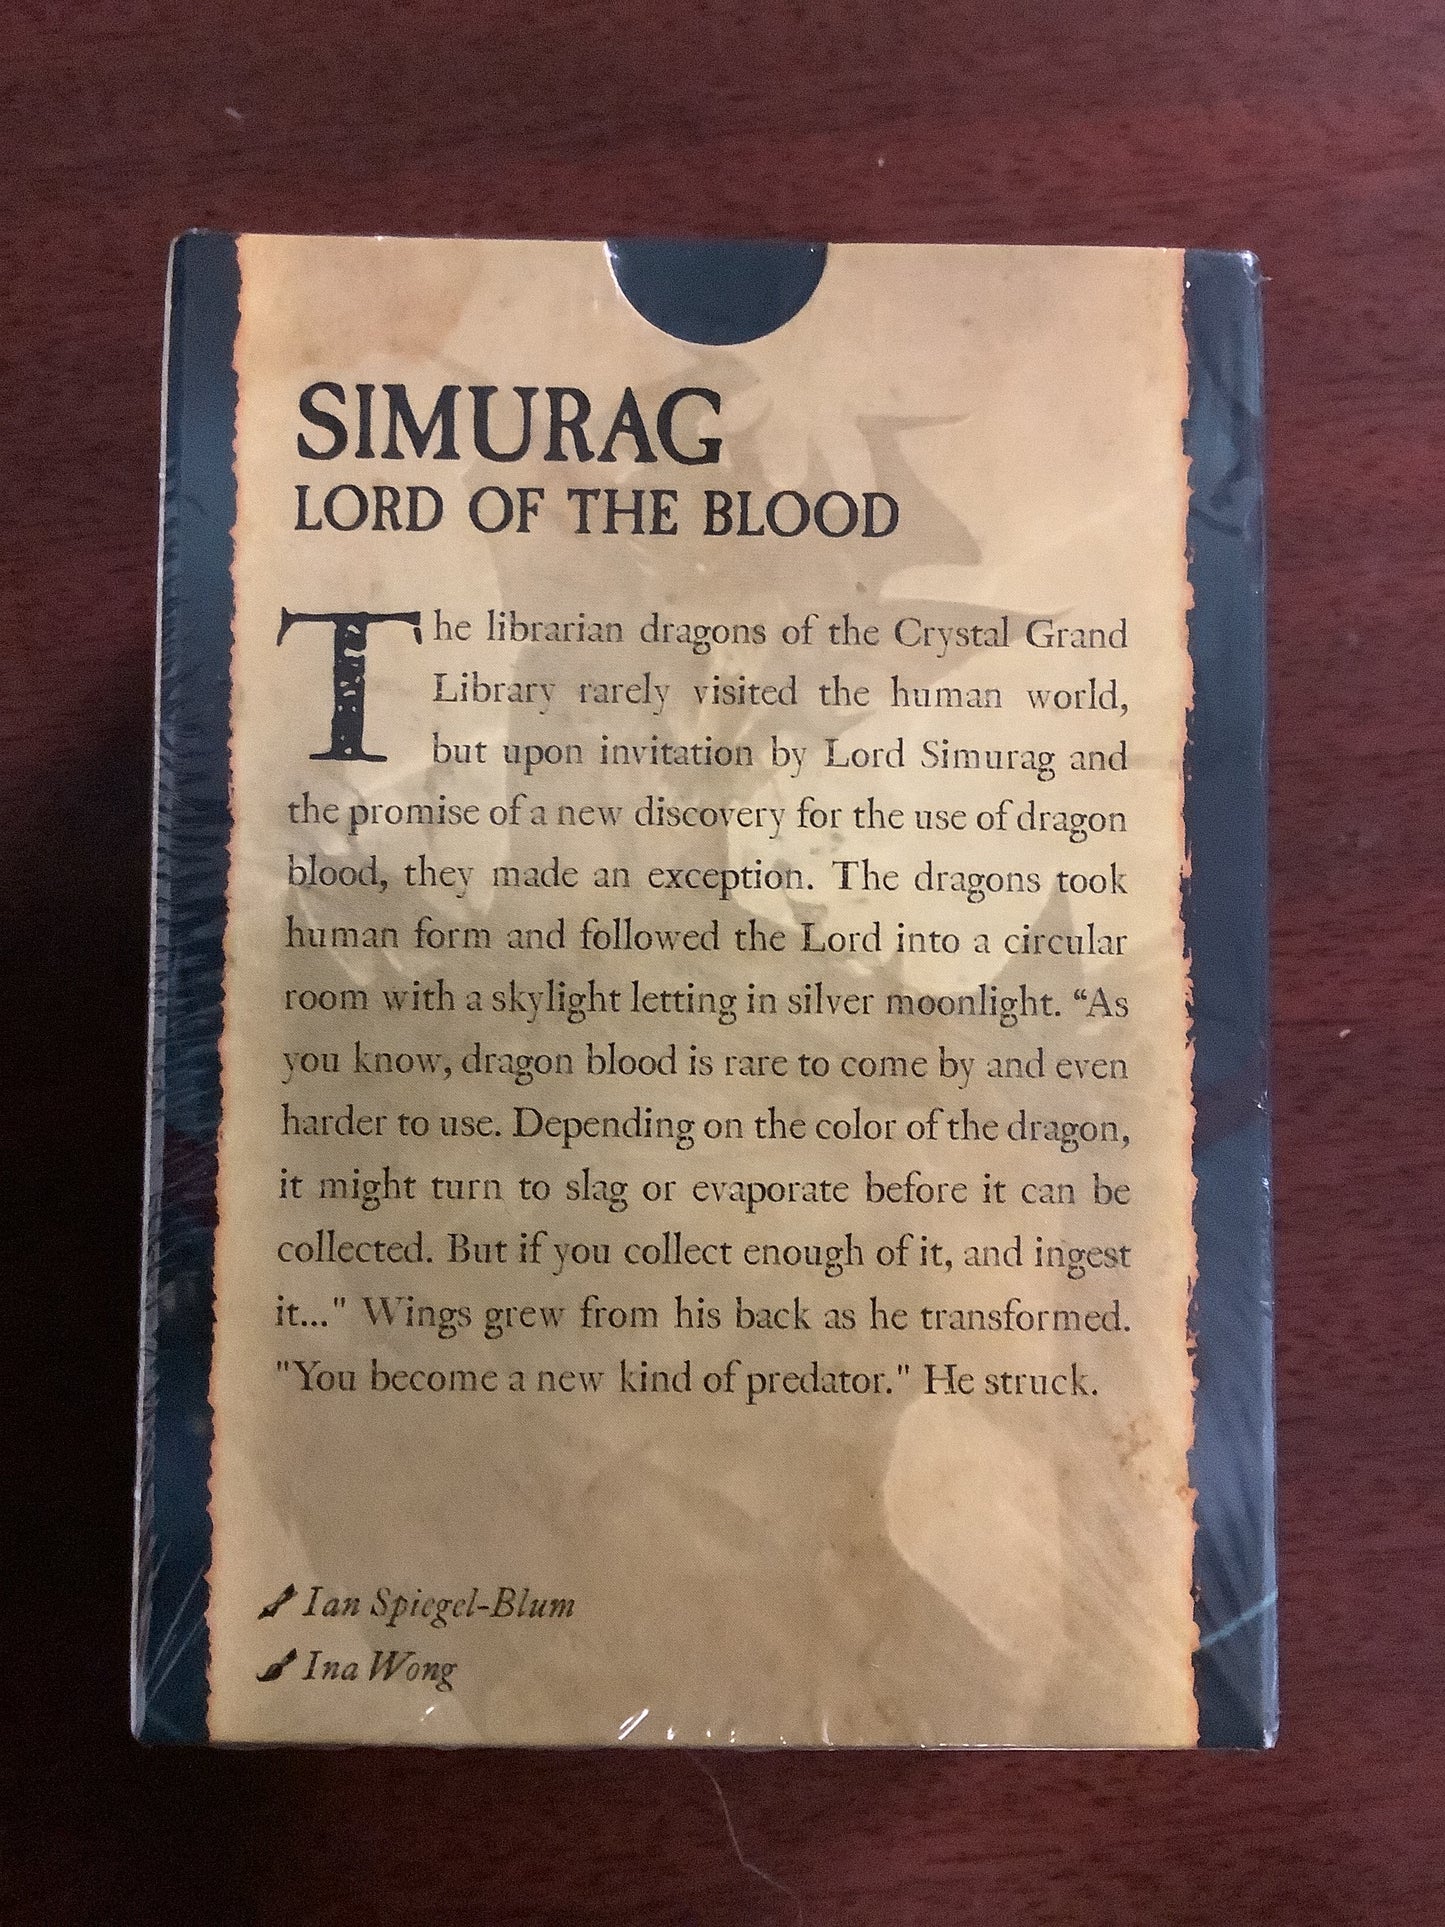 SIMURAG
LORD OF THE BLOOD
The librarian dragons of the Crystal Grand
Library rarely visited the human world,
but upon invitation by Lord Simurag and
the promise of a new discovery for the use of dragon
blood, they made an exception. The dragons took
human form and followed the Lord into a circular
room with a skylight letting in silver moonlight. “As
you know, dragon blood is rare to come by and even
harder to use. Depending on the color of the dragon,
it might turn to slag or evaporate before it can be
collected. But if you collect enough of it, and ingest
it..." Wings grew from his back as he transformed.
"You become a new kind of predator." He struck.
Ian Spiegel-Blum
Ina Wong